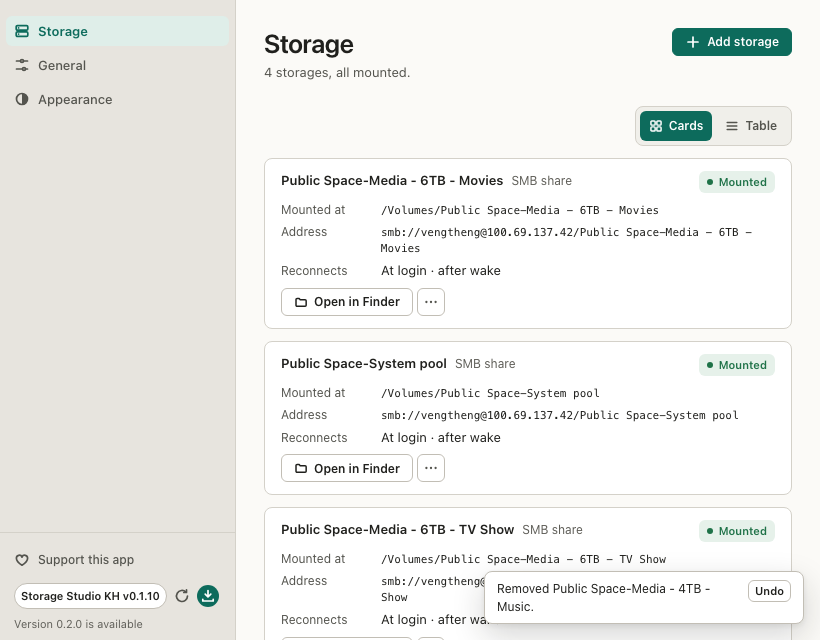 Storage
General
Appearance
Support this app
Storage Studio KH v0.1.10
Version 0.2.0 is available
Storage
Add storage
4 storages, all mounted.
Cards
Table
Public Space-Media - 6TB - Movies SMB share
Mounted
Mounted at /Volumes/Public Space-Media - 6TB - Movies
Address smb://vengtheng@100.69.137.42/Public Space-Media - 6TB -
Movies
Reconnects At login · after wake
Open in Finder ...
Public Space-System pool SMB share
Mounted
Mounted at /Volumes/Public Space-System pool
Address smb://vengtheng@100.69.137.42/Public Space-System pool
Reconnects At login · after wake
Open in Finder ...
Public Space-Media - 6TB - TV Show SMB share
Mounted
Mounted at /Volumes/Public Space-Media - 6TB - TV Show
Address
Show
Reconnects At login · after
Removed Public Space-Media - 4TB -
Music.
Undo